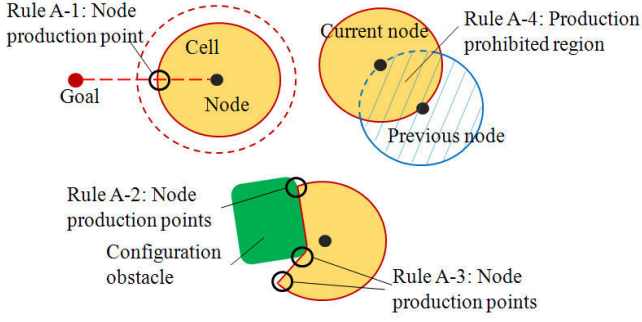 Rule A-1: Node
production point
Cell
Goal
Node
Current node
Rule A-4: Production
prohibited region
Previous node
Rule A-2: Node
production points
Configuration
obstacle
Rule A-3: Node
production points